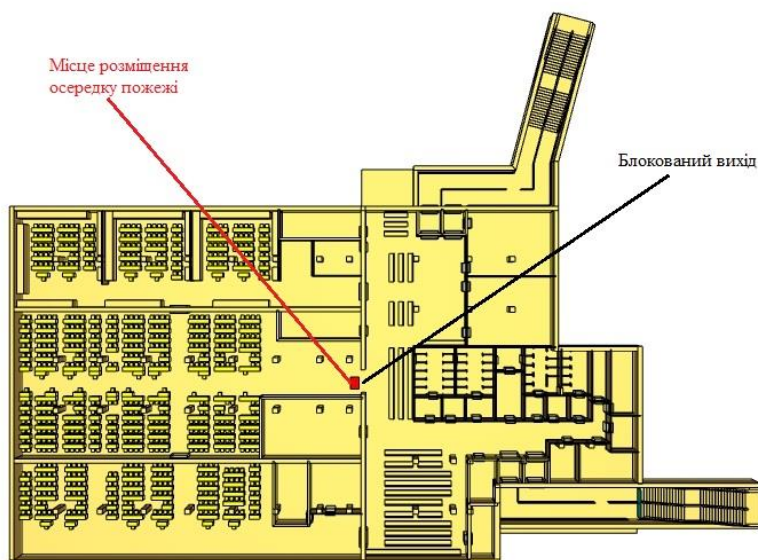 Місце розміщення
осередку пожежі
Блокований вихід